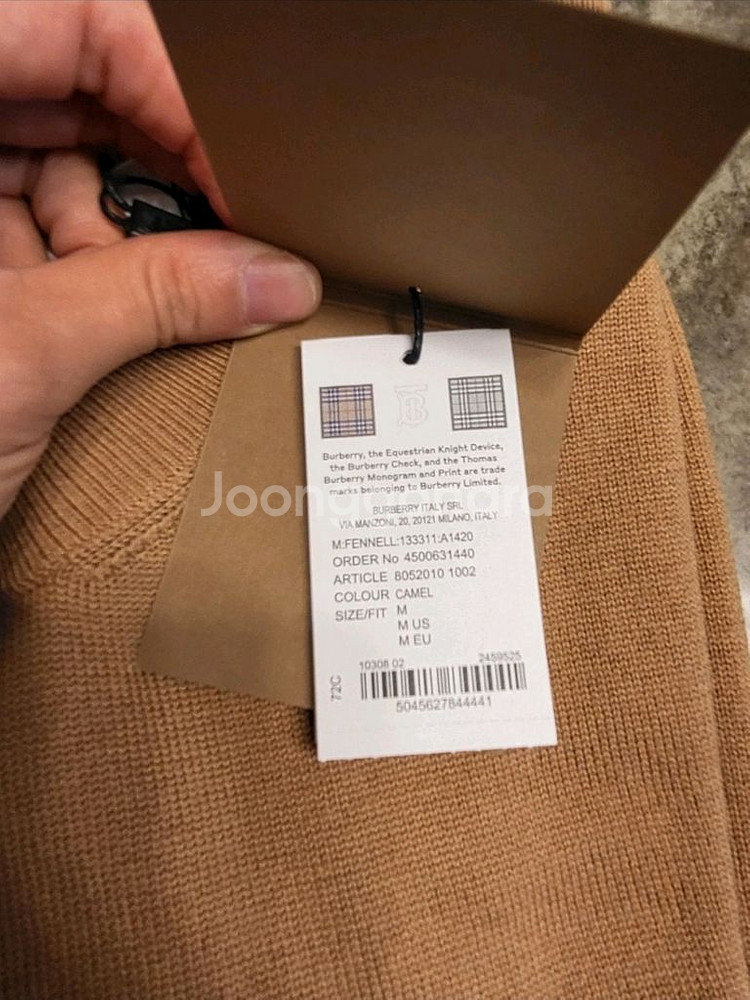 Burberry, the Equestrian Knight Device,
the Burberry Check, and the Thomas
Burberry Monogram and Print are trade
marks belonging to Burberry Limited.
Joongonara
BURBERRY ITALY SRL
VIA MANZONI, 20, 20121 MILANO, ITALY
M:FENNELL:133311:A1420
ORDER No 4500631440
ARTICLE 8052010 1002
COLOUR CAMEL
SIZE/FIT M
M US
M EU
10308 02 2459525
72C
5045627844441